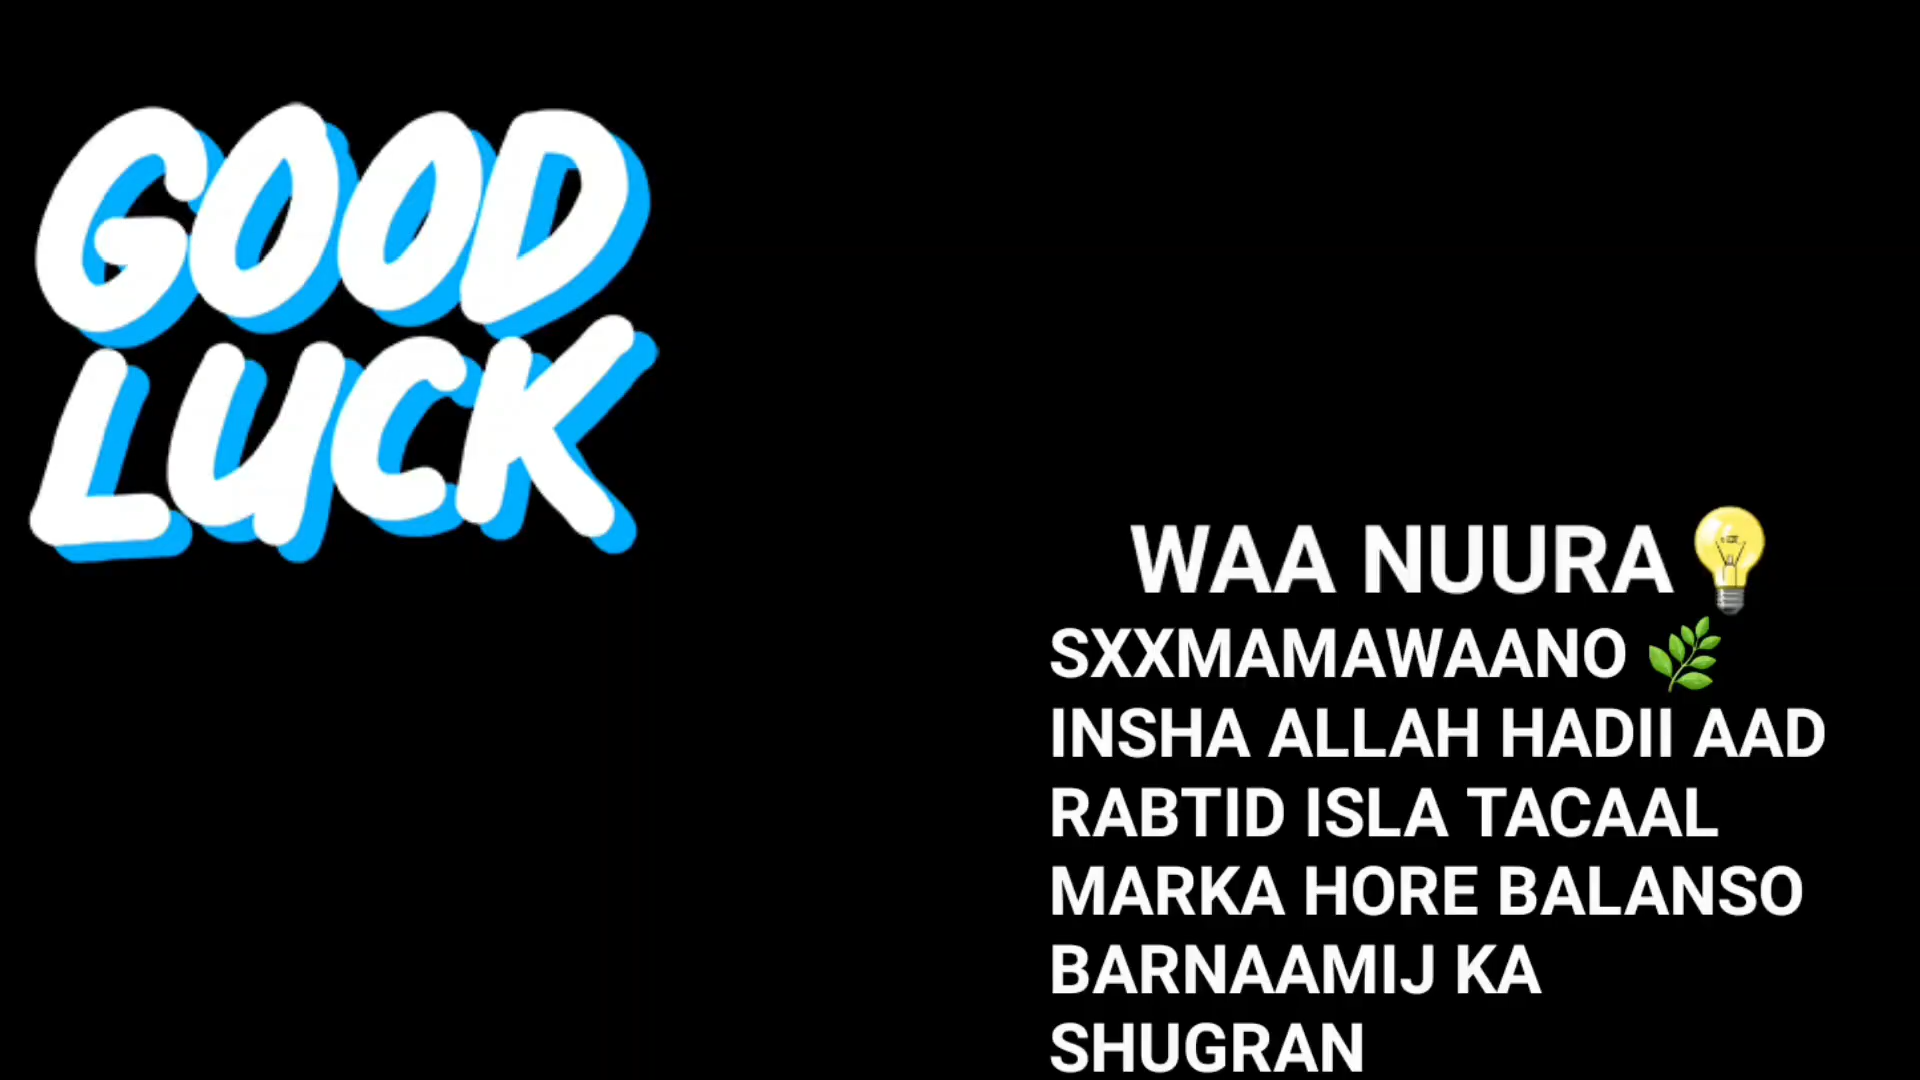 GOOD
LUCK
WAA NUURA💡
SXXMAMAWAANO 🌿
INSHA ALLAH HADII AAD
RABTID ISLA TACAAL
MARKA HORE BALANSO
BARNAAMIJ KA
SHUGRAN